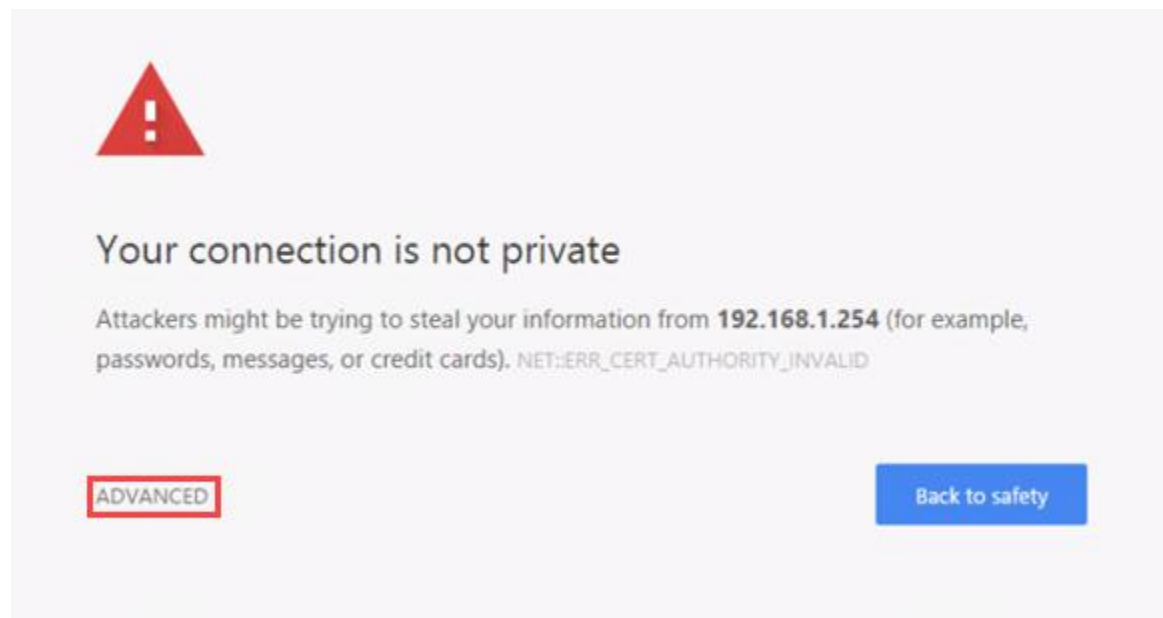 Your connection is not private
Attackers might be trying to steal your information from 192.168.1.254 (for example,
passwords, messages, or credit cards). NET::ERR_CERT_AUTHORITY_INVALID
ADVANCED
Back to safety